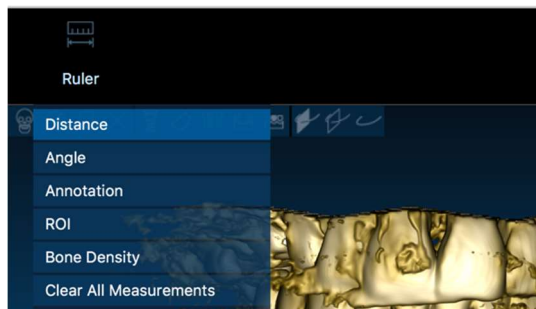 Ruler
Distance
Angle
Annotation
ROI
Bone Density
Clear All Measurements